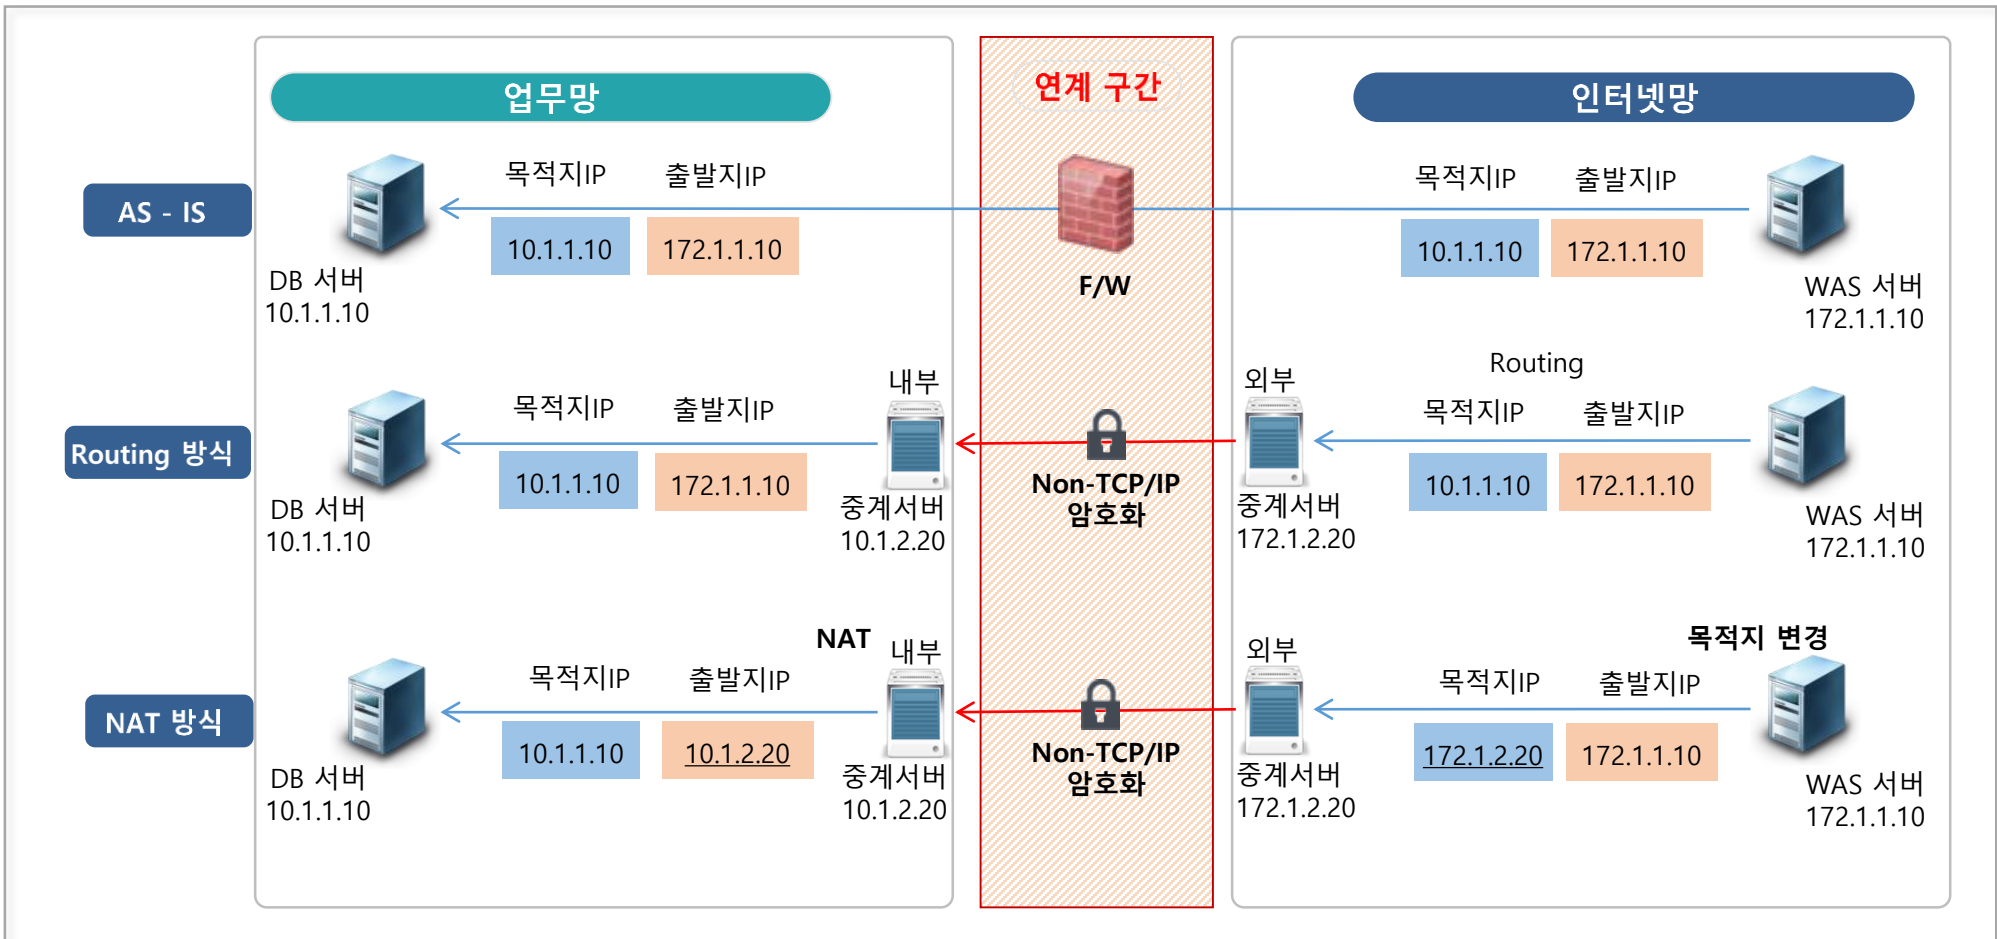 업무망
연계 구간
인터넷망
AS - IS
목적지IP 출발지IP
10.1.1.10 172.1.1.10
DB 서버
10.1.1.10
F/W
목적지IP 출발지IP
10.1.1.10 172.1.1.10
WAS 서버
172.1.1.10
Routing 방식
목적지IP 출발지IP
10.1.1.10 172.1.1.10
DB 서버
10.1.1.10
내부
중계서버
10.1.2.20
Non-TCP/IP
암호화
외부
중계서버
172.1.2.20
Routing
목적지IP 출발지IP
10.1.1.10 172.1.1.10
WAS 서버
172.1.1.10
NAT 방식
목적지IP 출발지IP
10.1.1.10 10.1.2.20
DB 서버
10.1.1.10
NAT
내부
중계서버
10.1.2.20
Non-TCP/IP
암호화
외부
중계서버
172.1.2.20
목적지 변경
목적지IP 출발지IP
172.1.2.20 172.1.1.10
WAS 서버
172.1.1.10